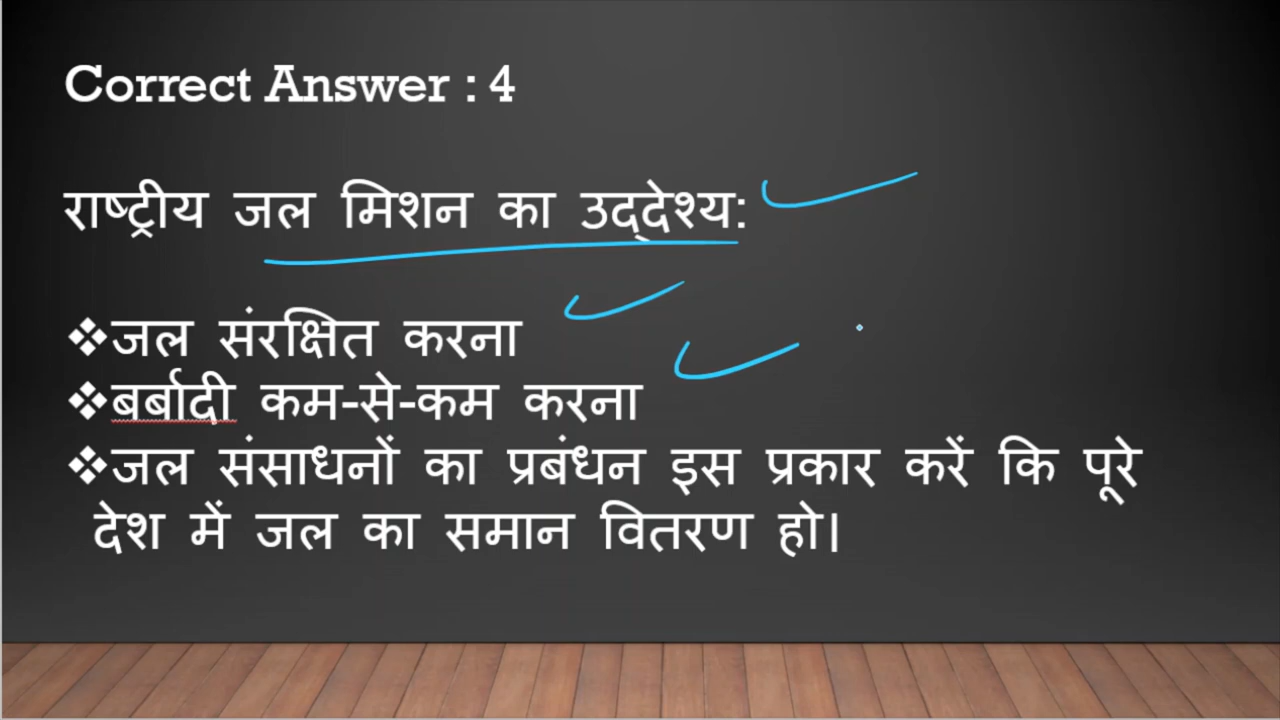 Correct Answer : 4
राष्ट्रीय जल मिशन का उद्देश्य:
❖जल संरक्षित करना
❖बर्बादी कम-से-कम करना
❖जल संसाधनों का प्रबंधन इस प्रकार करें कि पूरे
देश में जल का समान वितरण हो।